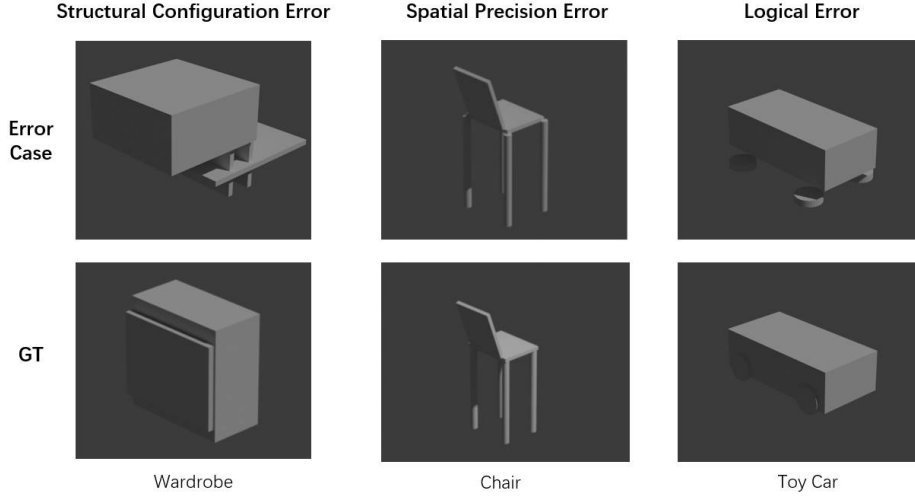 Structural Configuration Error
Spatial Precision Error
Logical Error
Error
Case
GT
Wardrobe
Chair
Toy Car